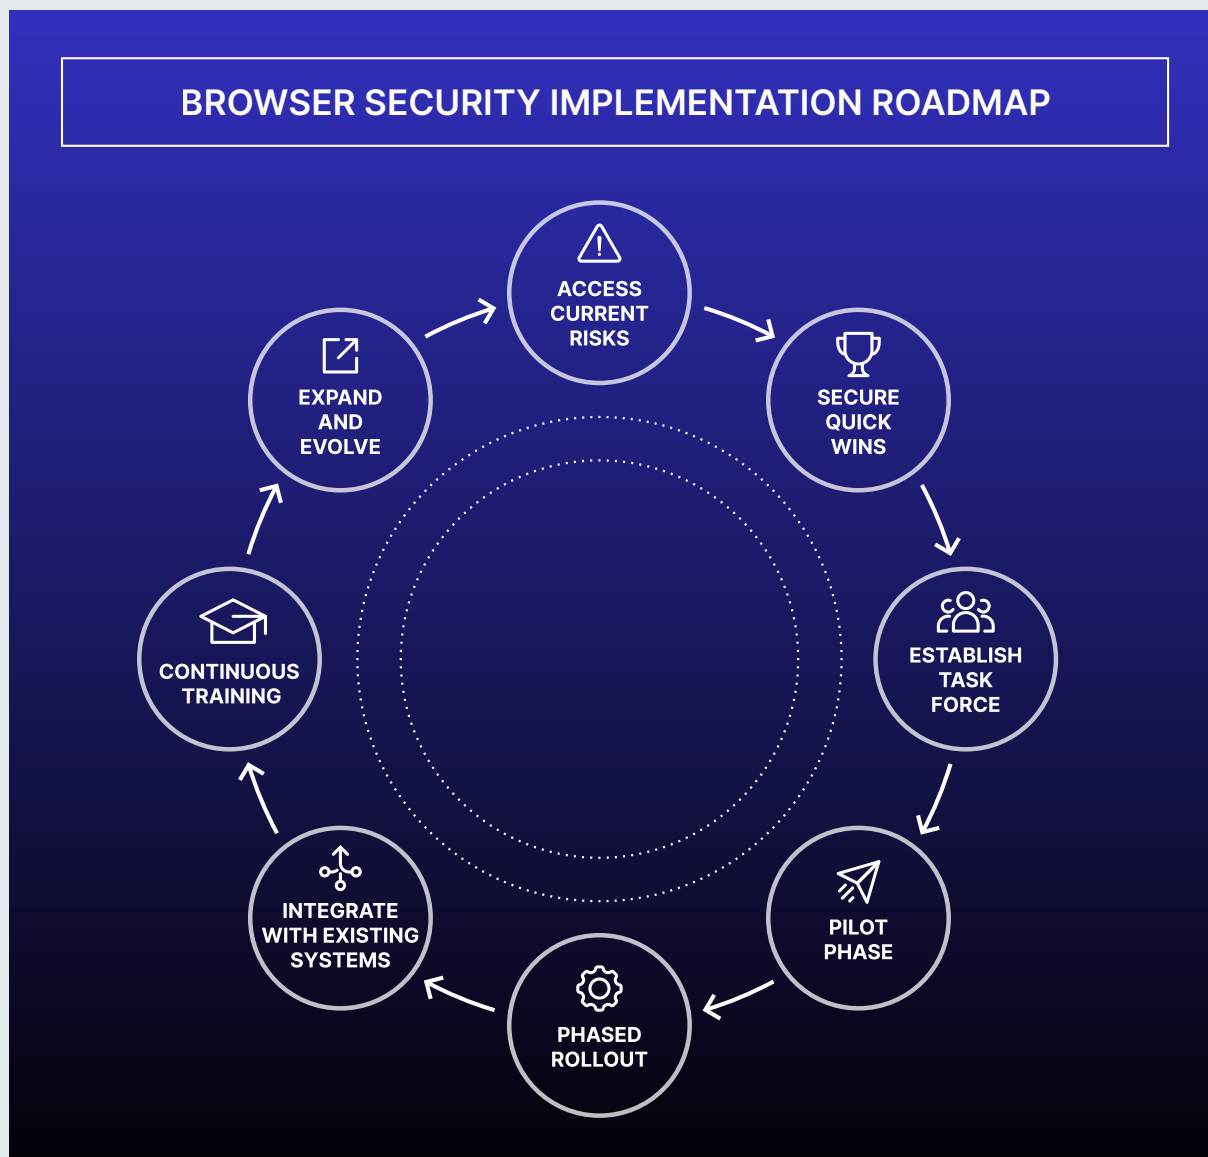 BROWSER SECURITY IMPLEMENTATION ROADMAP
ACCESS
CURRENT
RISKS
SECURE
QUICK
WINS
ESTABLISH
TASK
FORCE
PILOT
PHASE
PHASED
ROLLOUT
INTEGRATE
WITH EXISTING
SYSTEMS
CONTINUOUS
TRAINING
EXPAND
AND
EVOLVE